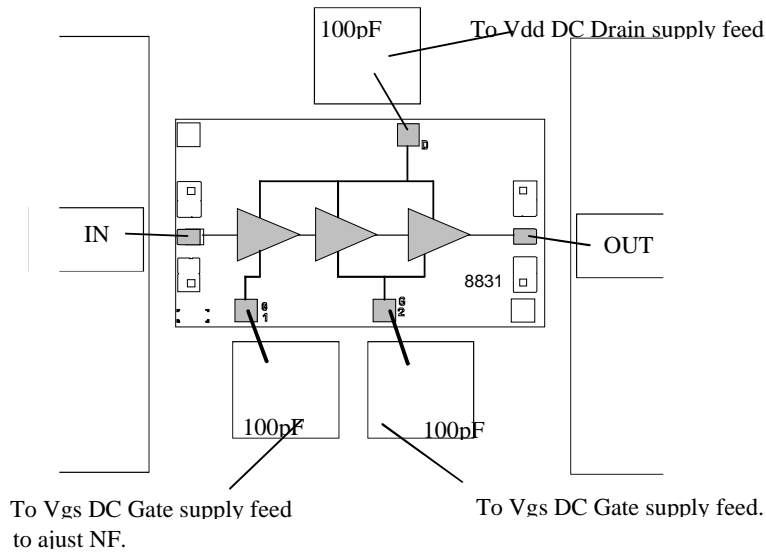 100pF
To Vdd DC Drain supply feed
D
IN
OUT
8831
G
1
G
2
100pF
100pF
To Vgs DC Gate supply feed
to ajust NF.
To Vgs DC Gate supply feed.